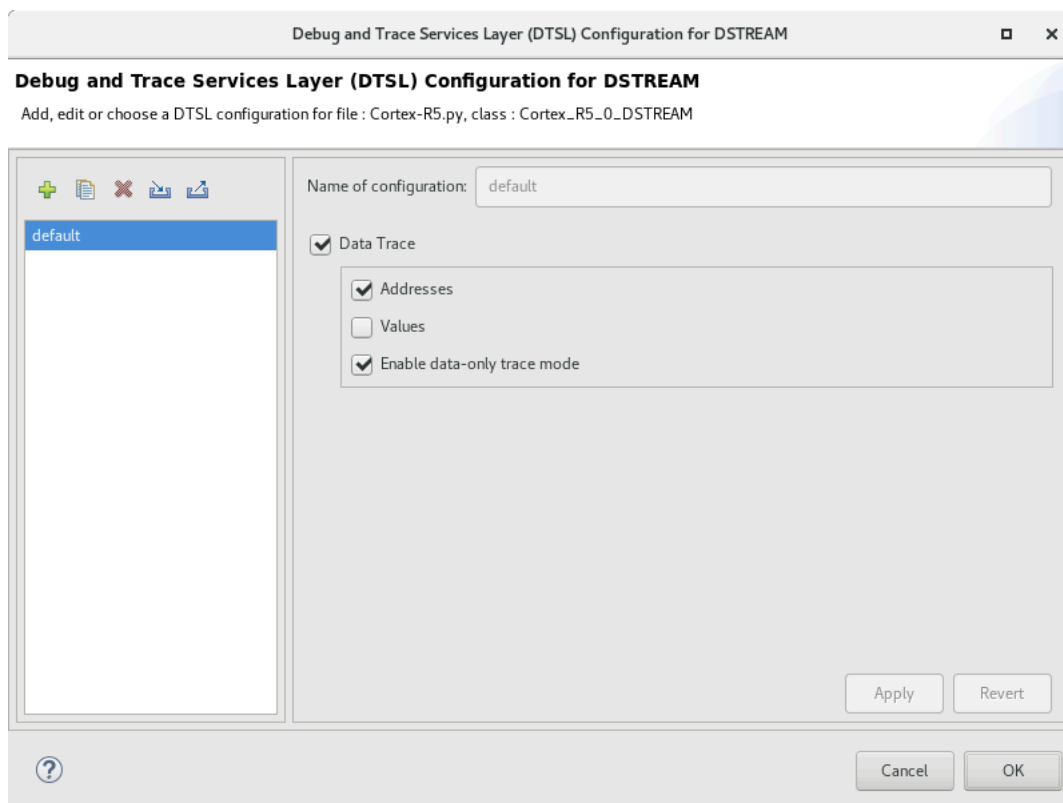 Debug and Trace Services Layer (DTSL) Configuration for DSTREAM
Debug and Trace Services Layer (DTSL) Configuration for DSTREAM
Add, edit or choose a DTSL configuration for file : Cortex-R5.py, class : Cortex_R5_0_DSTREAM
Name of configuration: default
default
Data Trace
Addresses
Values
Enable data-only trace mode
Apply Revert
Cancel OK